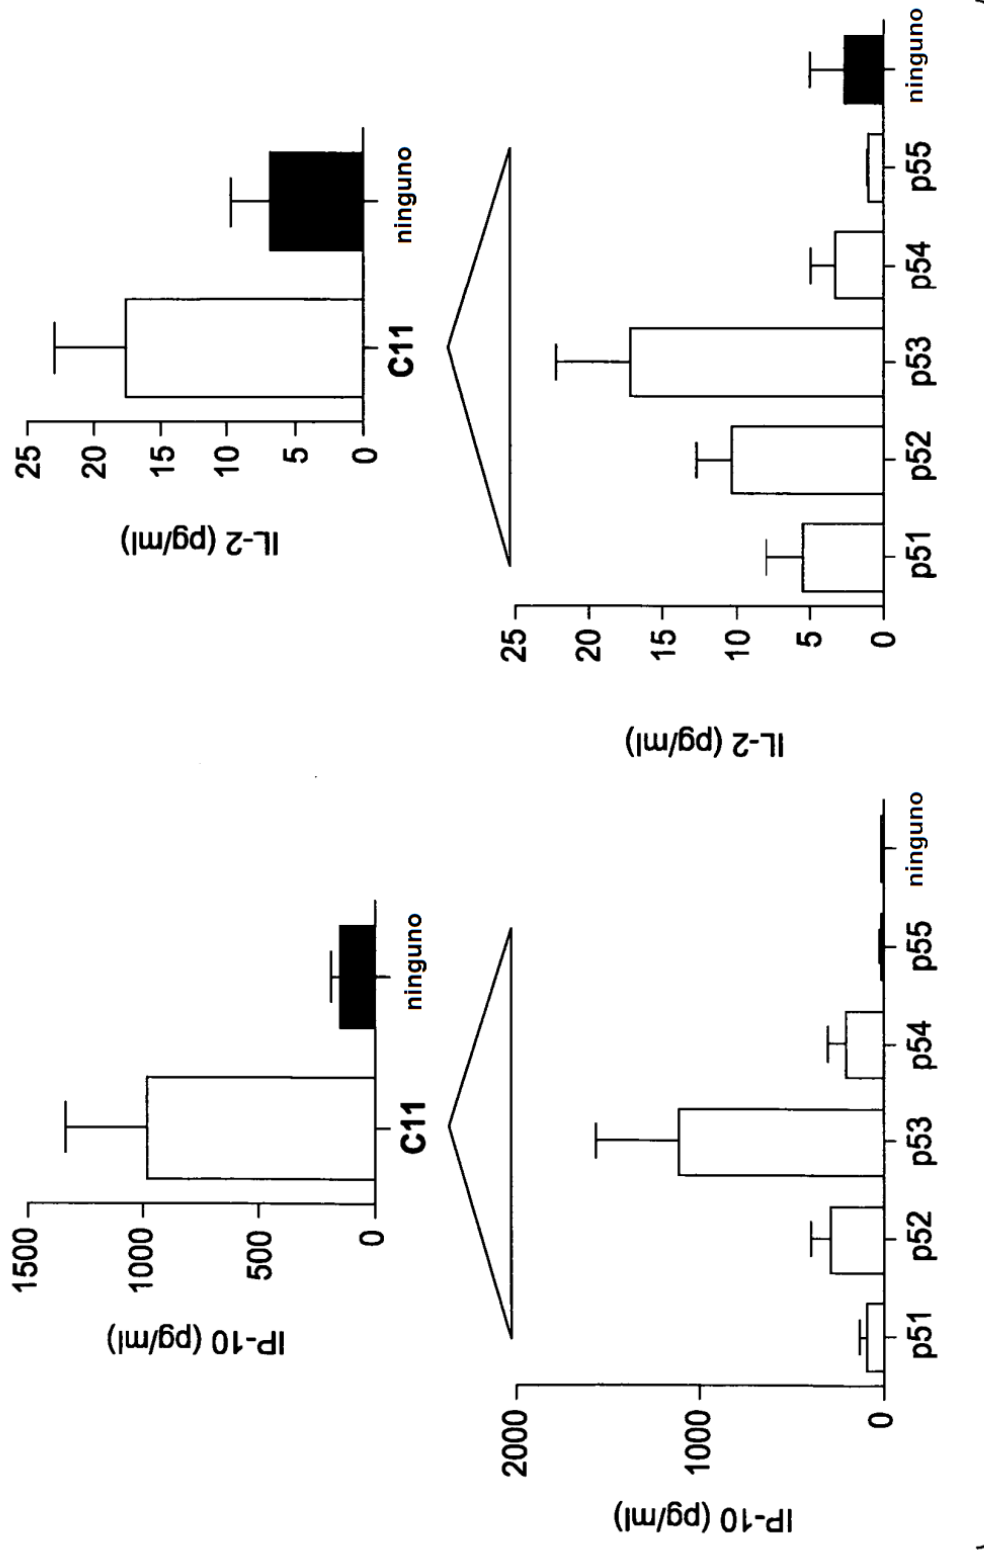 IP-10 (pg/ml)
1500
1000
500
0
C11
ninguno
IL-2 (pg/ml)
25
20
15
10
5
0
C11
ninguno
IP-10 (pg/ml)
2000
1000
0
p51
p52
p53
p54
p55
ninguno
IL-2 (pg/ml)
25
20
15
10
5
0
p51
p52
p53
p54
p55
ninguno